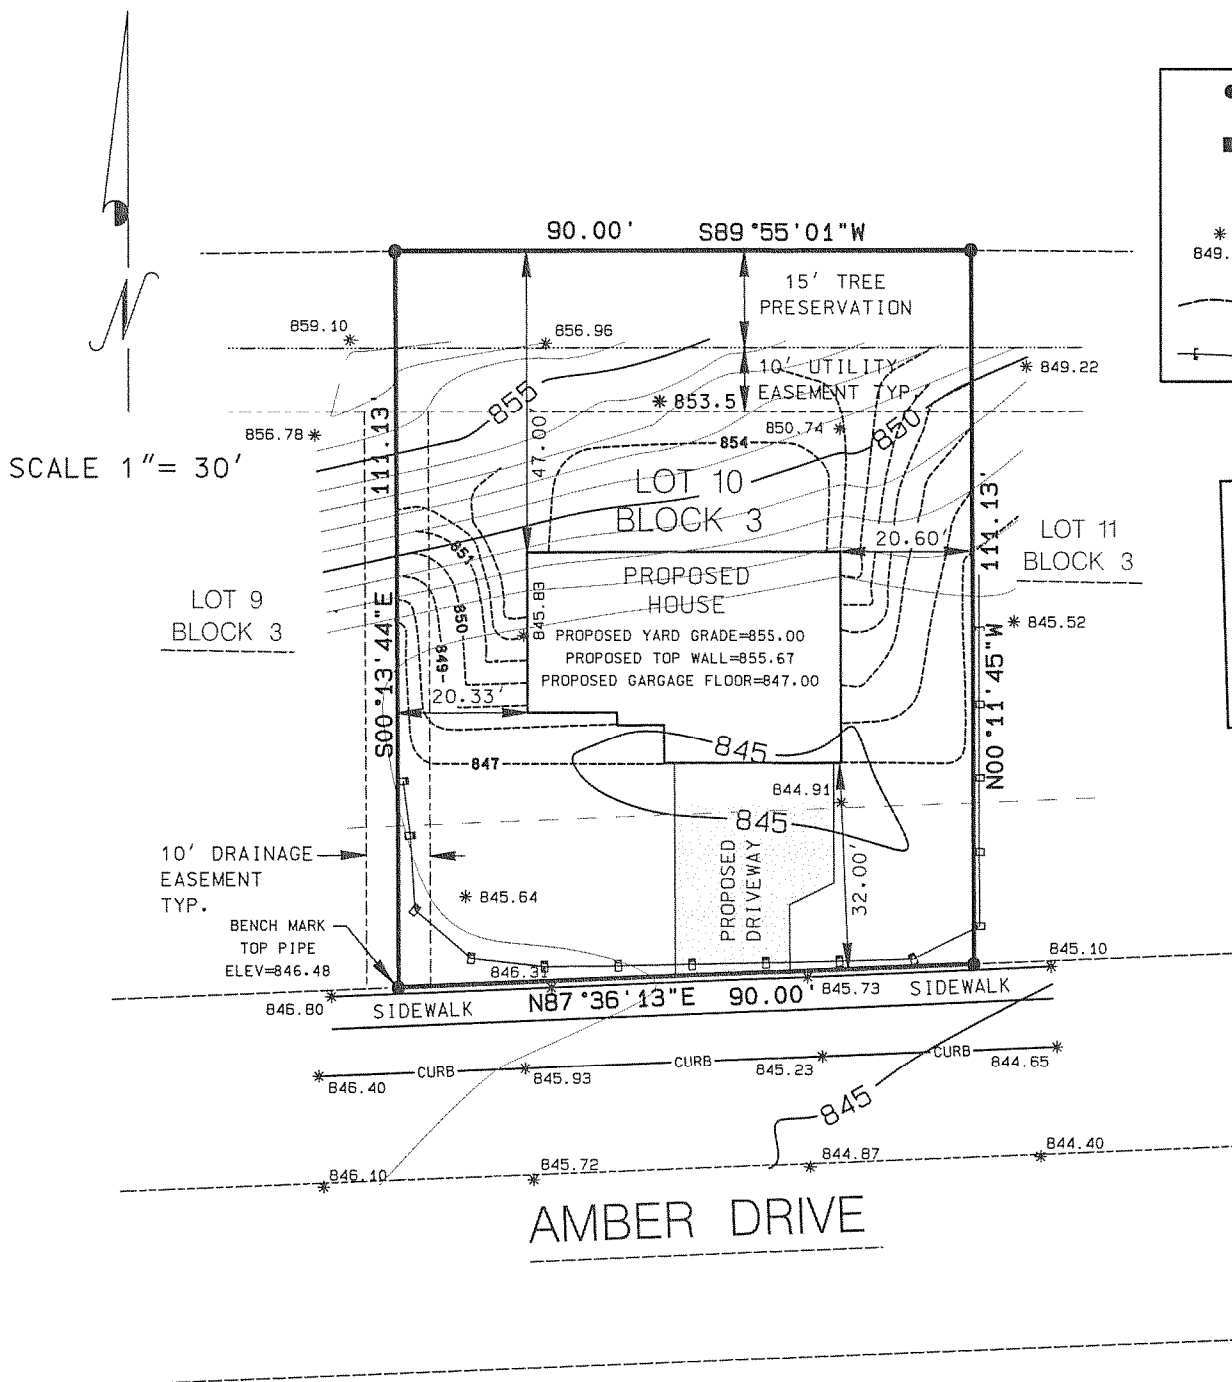 N
SCALE 1"= 30'
90.00' S89°55'01"W
15' TREE
PRESERVATION
10' UTILITY
EASEMENT TYP.
859.10
856.96
849.22
849.
856.78
855
853.5
850.74
850
854
111.13'
S00°13'44"E
47.00'
LOT 10
BLOCK 3
20.60'
111.13'
N00°11'45"W
LOT 11
BLOCK 3
LOT 9
BLOCK 3
851
850
849
845.83
PROPOSED
HOUSE
PROPOSED YARD GRADE=855.00
PROPOSED TOP WALL=855.67
PROPOSED GARGAGE FLOOR=847.00
845.52
20.33'
847
845
844.91
845
PROPOSED
DRIVEWAY
32.00'
10' DRAINAGE
EASEMENT
TYP.
845.64
BENCH MARK
TOP PIPE
ELEV=846.48
846.31
845.10
846.80
SIDEWALK
N87°36'13"E 90.00'
845.73
SIDEWALK
846.40
CURB
845.93
CURB
845.23
CURB
844.65
845
846.10
845.72
844.87
844.40
AMBER DRIVE